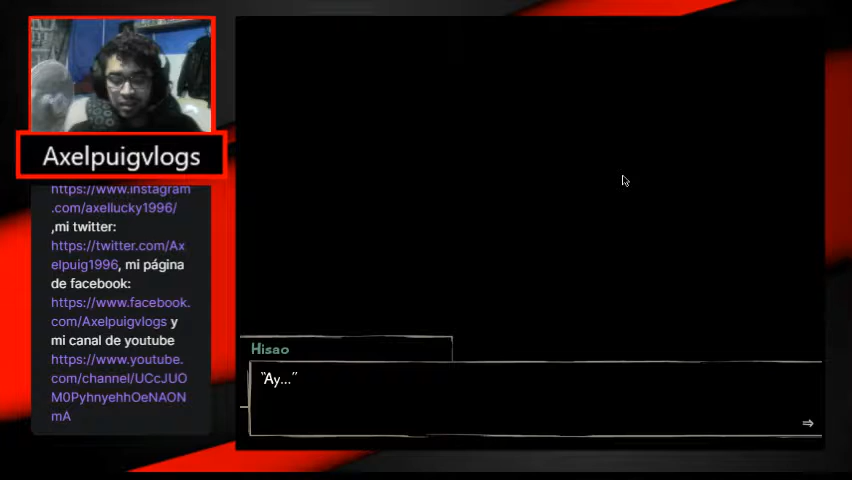 Axelpuigvlogs
https://www.instagram
.com/axellucky1996/
,mi twitter:
https://twitter.com/Ax
elpuig1996, mi página
de facebook:
https://www.facebook.
com/Axelpuigvlogs y
mi canal de youtube
https://www.youtube.
com/channel/UCcJUO
M0PyhnyehhOeNAON
mA
Hisao
"Ay..."